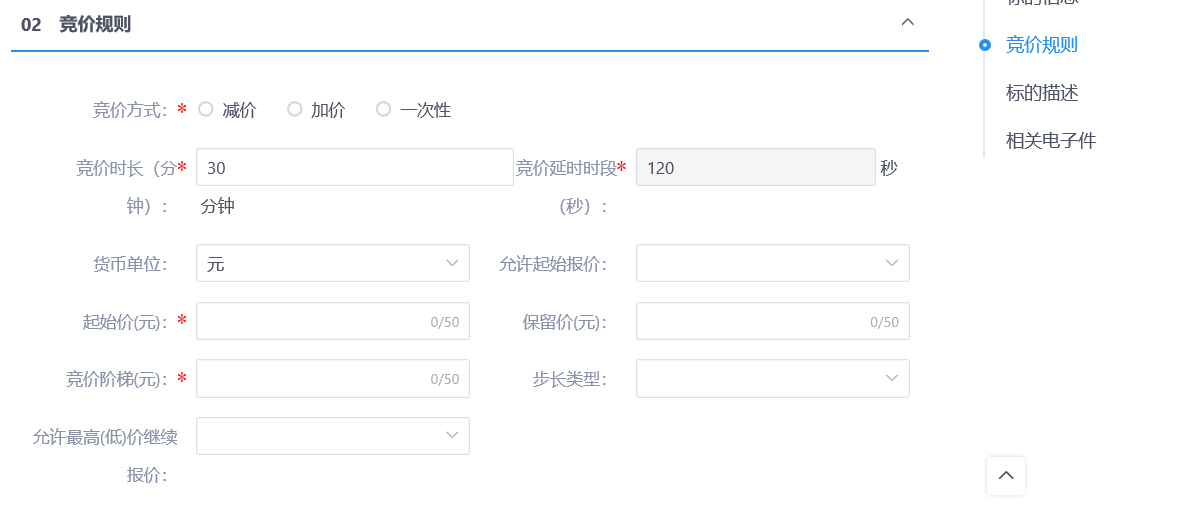 标的信息
02 竞价规则
竞价规则
标的描述
相关电子件
竞价方式： * 减价 加价 一次性
竞价时长（分* 30 竞价延时时段* 120 秒
钟）： 分钟 （秒）：
货币单位： 元 允许起始报价：
起始价(元)： * 0/50 保留价(元)： 0/50
竞价阶梯(元)： * 0/50 步长类型：
允许最高(低)价继续
报价：